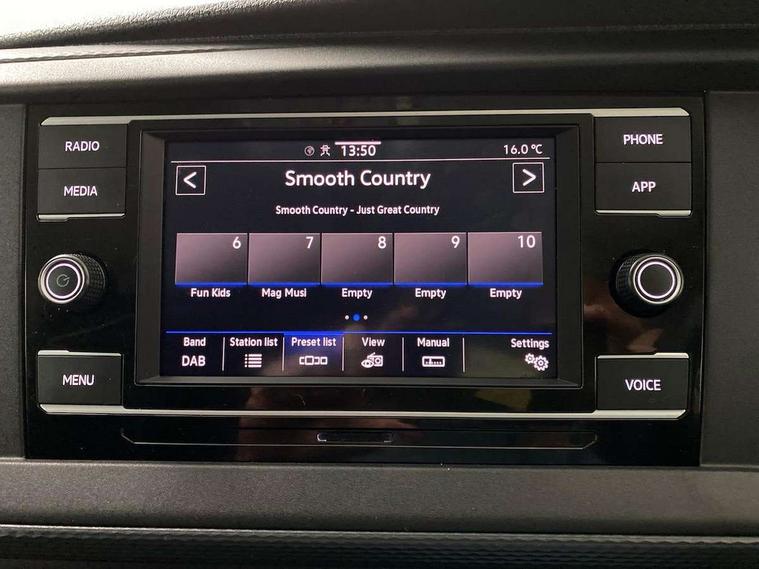 RADIO
MEDIA
MENU
PHONE
APP
VOICE
13:50
16.0 °C
< Smooth Country >
Smooth Country - Just Great Country
6 7 8 9 10
Fun Kids Mag Musi Empty Empty Empty
Band Station list Preset list View Manual Settings
DAB